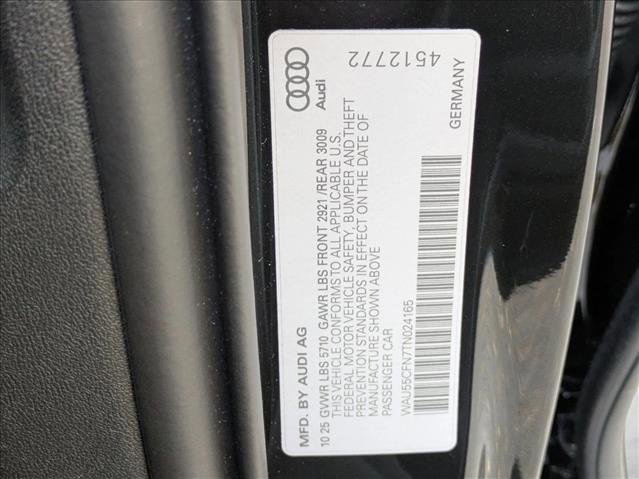 Audi
4512772
MFD. BY AUDI AG
10 25 GVWR LBS 5710 GAWR LBS FRONT 2921 /REAR 3009
THIS VEHICLE CONFORMS TO ALL APPLICABLE U.S.
FEDERAL MOTOR VEHICLE SAFETY, BUMPER AND THEFT
PREVENTION STANDARDS IN EFFECT ON THE DATE OF
MANUFACTURE SHOWN ABOVE
PASSENGER CAR
WAU55CFN7TN024165
GERMANY